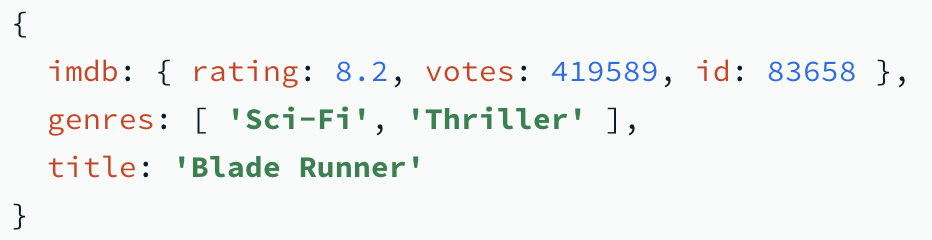 {
  imdb: { rating: 8.2, votes: 419589, id: 83658 },
  genres: [ 'Sci-Fi', 'Thriller' ],
  title: 'Blade Runner'
}